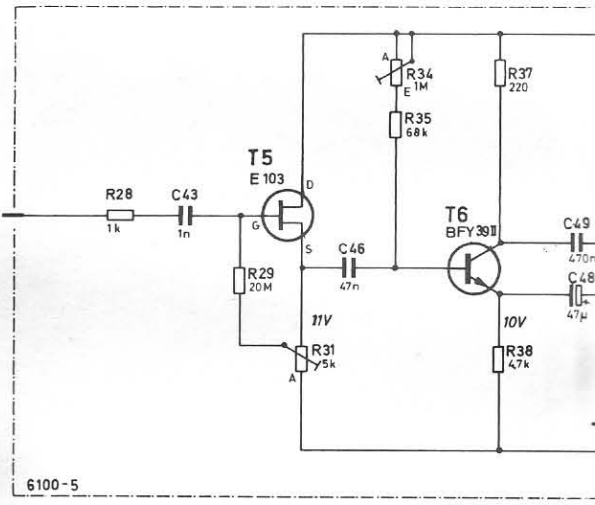 A
R34
1M
E
R37
220
R35
68k
T5
E 103
D
R28
1k
C43
1n
G
S
T6
BFY 39 II
C49
470n
C46
47n
R29
20M
C48
47µ
11V
10V
R31
5k
A
R38
4,7k
6100-5